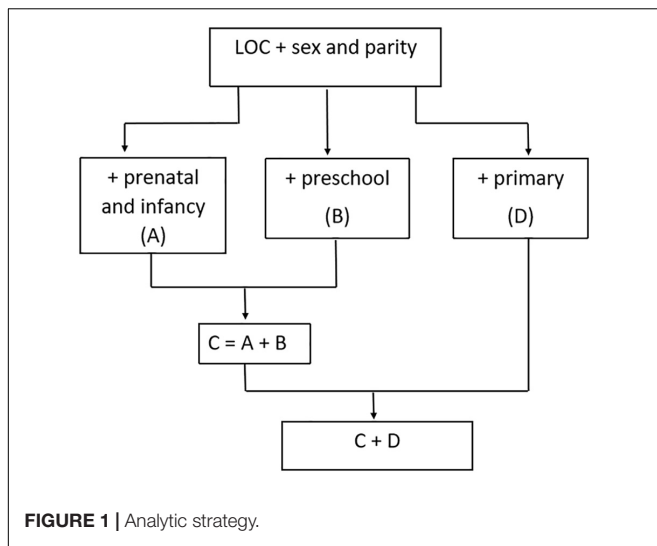 LOC + sex and parity
+ prenatal
and infancy
(A)
+ preschool
(B)
+ primary
(D)
C = A + B
C + D
FIGURE 1 | Analytic strategy.